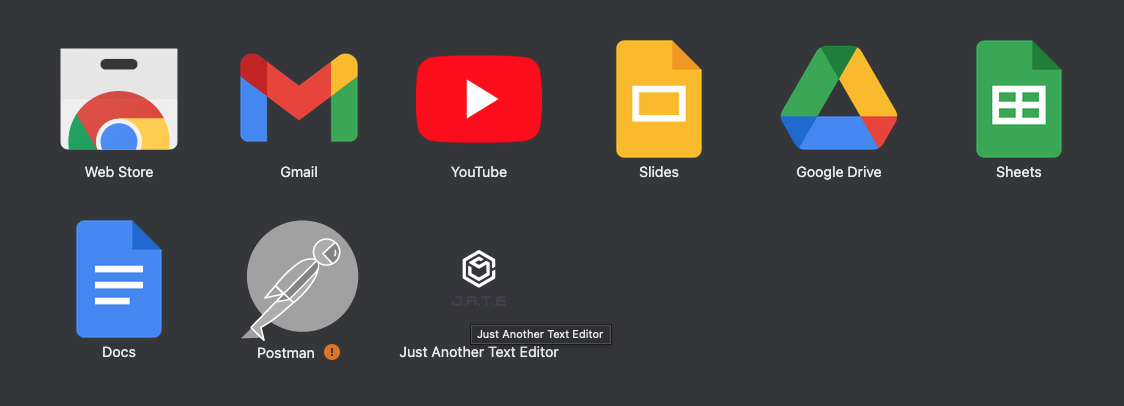 Web Store
Gmail
YouTube
Slides
Google Drive
Sheets
J.A.T.E
Just Another Text Editor
Docs
Postman !
Just Another Text Editor